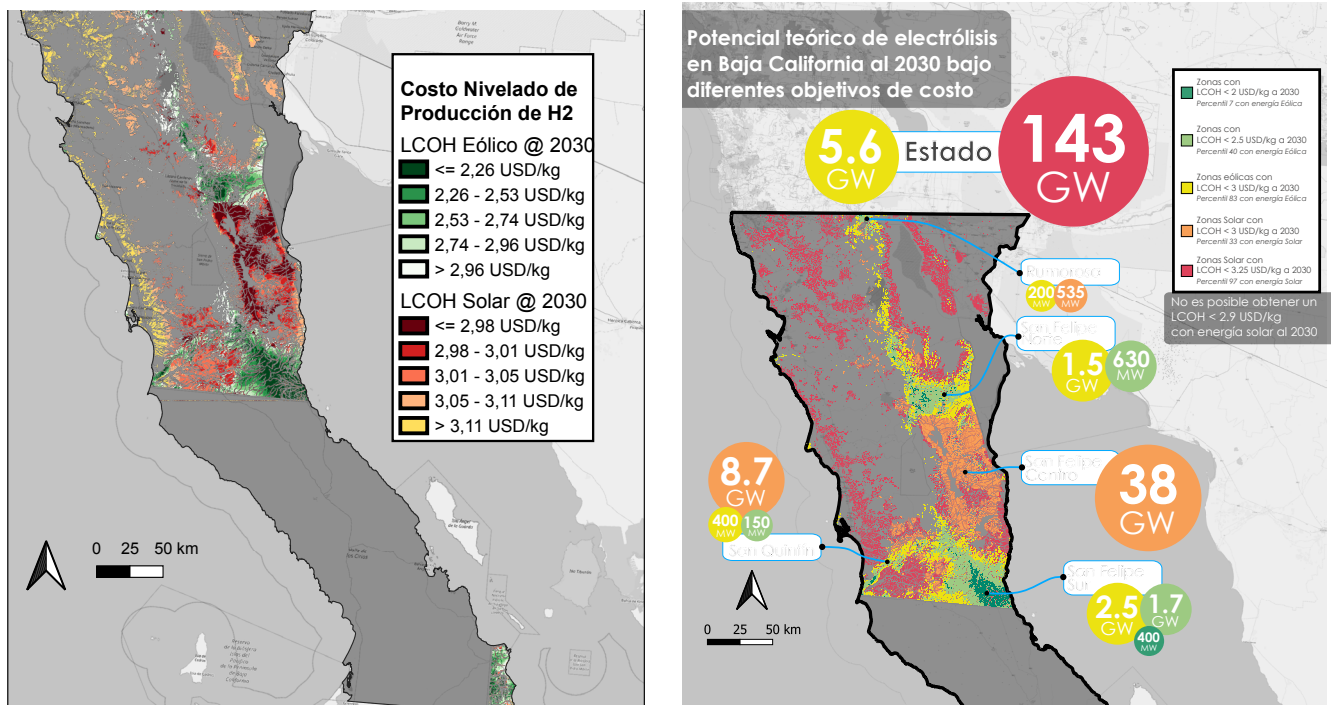 Costo Nivelado de
Producción de H2
LCOH Eólico @ 2030
<= 2,26 USD/kg
2,26 - 2,53 USD/kg
2,53 - 2,74 USD/kg
2,74 - 2,96 USD/kg
> 2,96 USD/kg
LCOH Solar @ 2030
<= 2,98 USD/kg
2,98 - 3,01 USD/kg
3,01 - 3,05 USD/kg
3,05 - 3,11 USD/kg
> 3,11 USD/kg
0 25 50 km
Potencial teórico de electrólisis
en Baja California al 2030 bajo
diferentes objetivos de costo
5.6
GW
Estado
143
GW
Zonas con
LCOH < 2 USD/kg a 2030
Percentil 7 con energía Eólica
Zonas con
LCOH < 2.5 USD/kg a 2030
Percentil 40 con energía Eólica
Zonas eólicas con
LCOH < 3 USD/kg a 2030
Percentil 83 con energía Eólica
Zonas Solar con
LCOH < 3 USD/kg a 2030
Percentil 33 con energía Solar
Zonas Solar con
LCOH < 3.25 USD/kg a 2030
Percentil 97 con energía Solar
No es posible obtener un
LCOH < 2.9 USD/kg
con energía solar al 2030
Rumorosa
200
MW
535
MW
San Felipe
Norte
1.5
GW
630
MW
San Felipe
Centro
38
GW
8.7
GW
400
MW
150
MW
San Quintín
San Felipe
Sur
2.5
GW
1.7
GW
400
MW
0 25 50 km